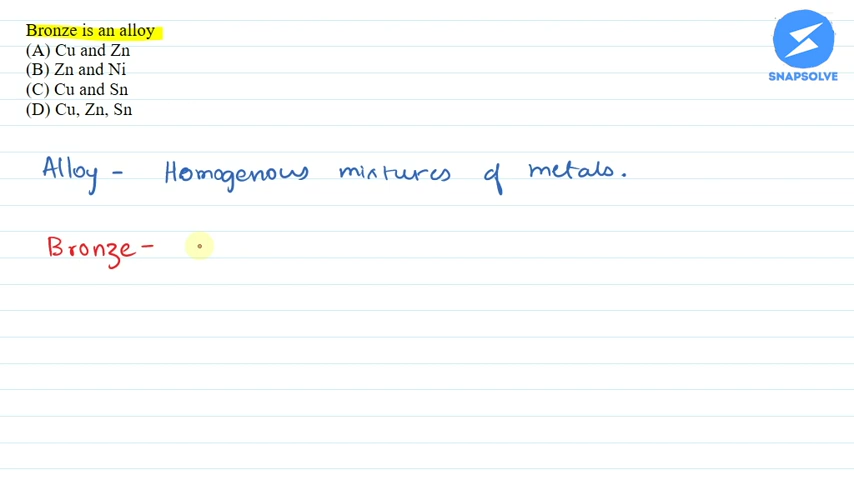 Bronze is an alloy
(A) Cu and Zn
(B) Zn and Ni
(C) Cu and Sn
(D) Cu, Zn, Sn
SNAPSOLVE
Alloy - Homogenous mixtures of metals.
Bronze -